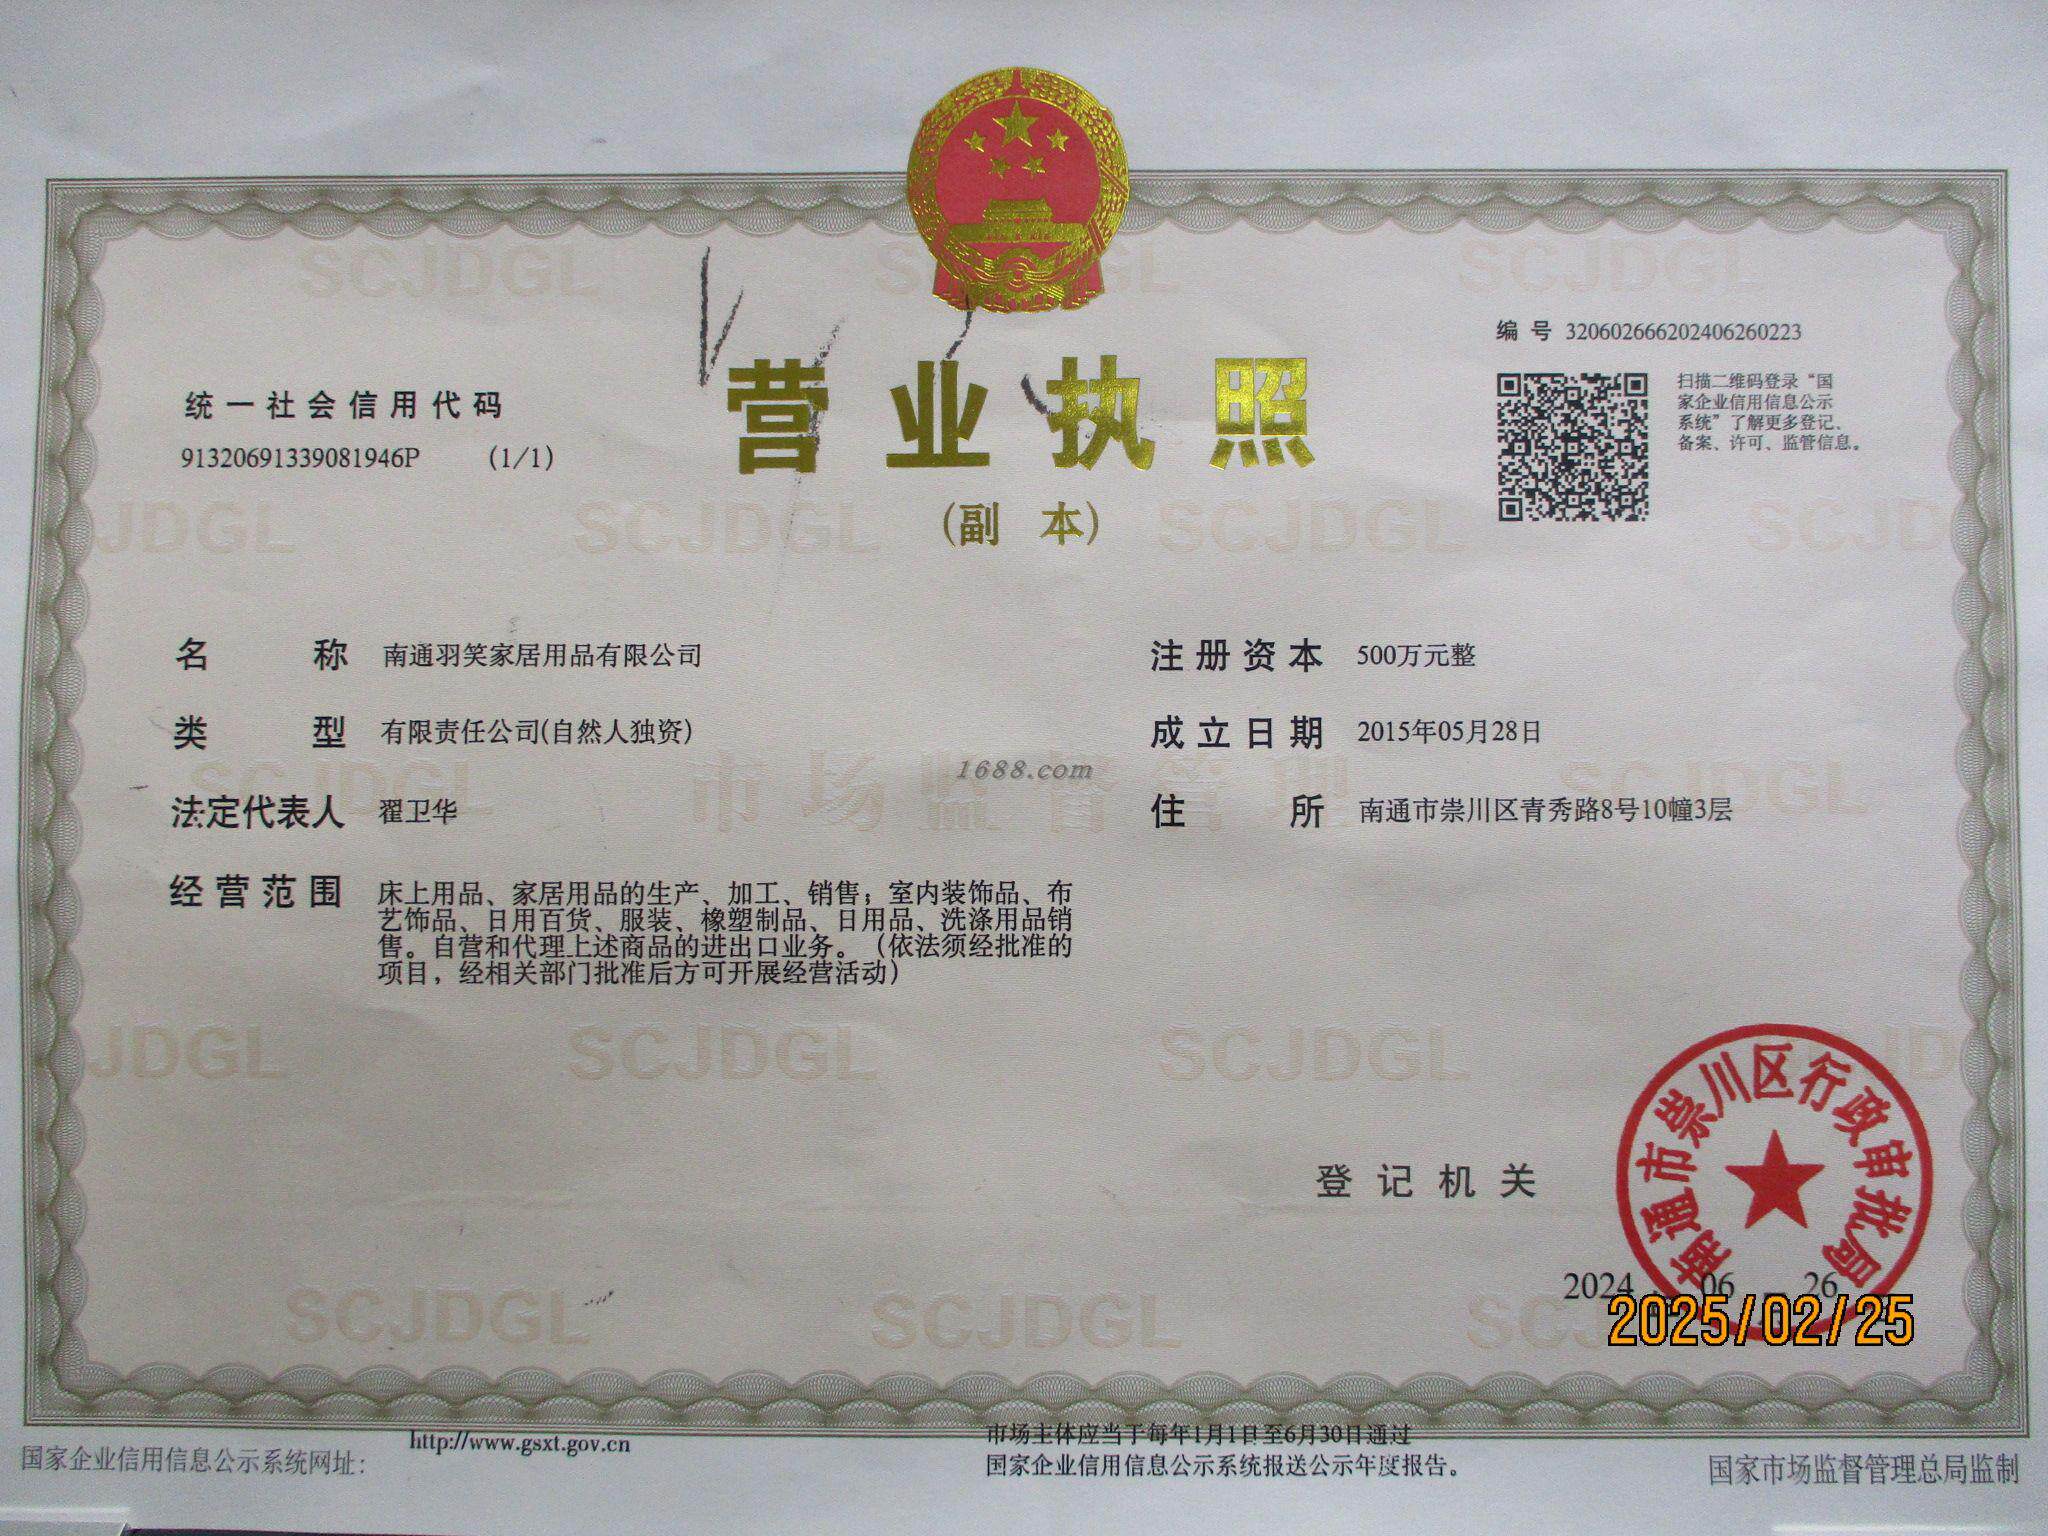 编号 320602666202406260223
统一社会信用代码
91320691339081946P (1/1)
营业执照
(副本)
扫描二维码登录“国
家企业信用信息公示
系统”了解更多登记、
备案、许可、监管信息。
名称 南通羽笑家居用品有限公司
类型 有限责任公司(自然人独资)
法定代表人 翟卫华
经营范围 床上用品、家居用品的生产、加工、销售；室内装饰品、布
艺饰品、日用百货、服装、橡塑制品、日用品、洗涤用品销
售。自营和代理上述商品的进出口业务。（依法须经批准的
项目，经相关部门批准后方可开展经营活动）
注册资本 500万元整
成立日期 2015年05月28日
住所 南通市崇川区青秀路8号10幢3层
1688.com
市场监督管理
SCJDGL
登记机关
南通市崇川区行政审批局
2024 06 26
2025/02/25
国家企业信用信息公示系统网址：
http://www.gsxt.gov.cn
市场主体应当于每年1月1日至6月30日通过
国家企业信用信息公示系统报送公示年度报告。
国家市场监督管理总局监制